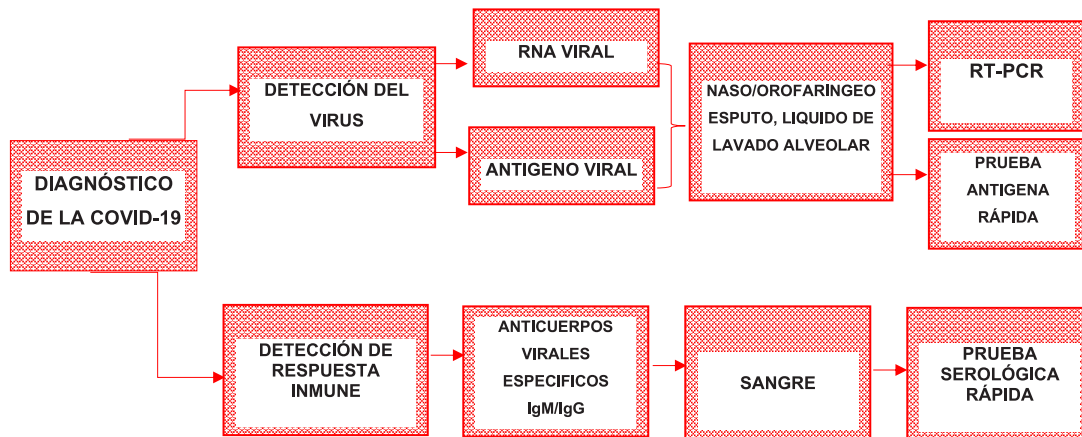 DIAGNÓSTICO
DE LA COVID-19
DETECCIÓN DEL
VIRUS
RNA VIRAL
ANTIGENO VIRAL
NASO/OROFARINGEO
ESPUTO, LIQUIDO DE
LAVADO ALVEOLAR
RT-PCR
PRUEBA
ANTIGENA
RÁPIDA
DETECCIÓN DE
RESPUESTA
INMUNE
ANTICUERPOS
VIRALES
ESPECIFICOS
IgM/IgG
SANGRE
PRUEBA
SEROLÓGICA
RÁPIDA